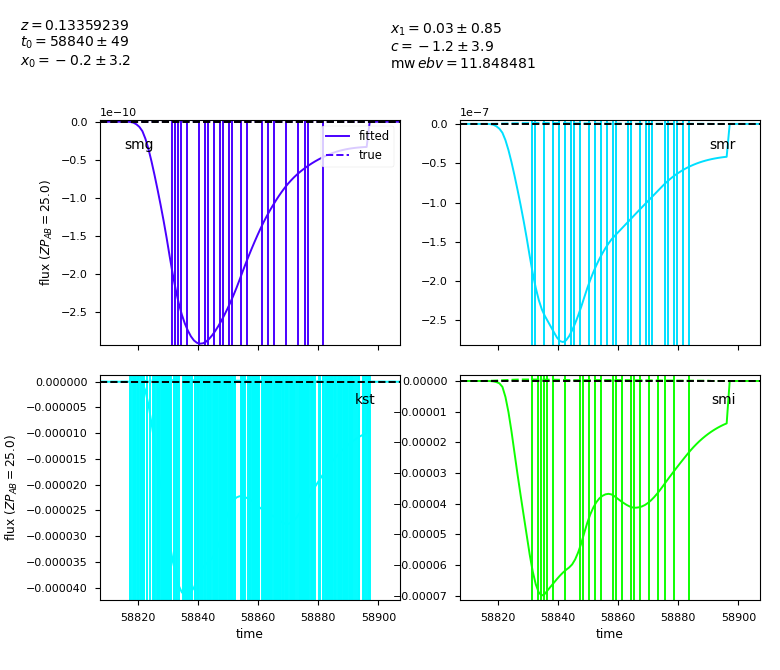 z = 0.13359239
t0 = 58840 ± 49
x0 = −0.2 ± 3.2
x1 = 0.03 ± 0.85
c = −1.2 ± 3.9
mw ebv = 11.848481
1e−10
0.0
−0.5
−1.0
−1.5
−2.0
−2.5
flux (ZPAB = 25.0)
smg
fitted
true
1e−7
0.0
−0.5
−1.0
−1.5
−2.0
−2.5
smr
0.000000
−0.000005
−0.000010
−0.000015
−0.000020
−0.000025
−0.000030
−0.000035
−0.000040
flux (ZPAB = 25.0)
kst
58820 58840 58860 58880 58900
time
0.00000
−0.00001
−0.00002
−0.00003
−0.00004
−0.00005
−0.00006
−0.00007
smi
58820 58840 58860 58880 58900
time